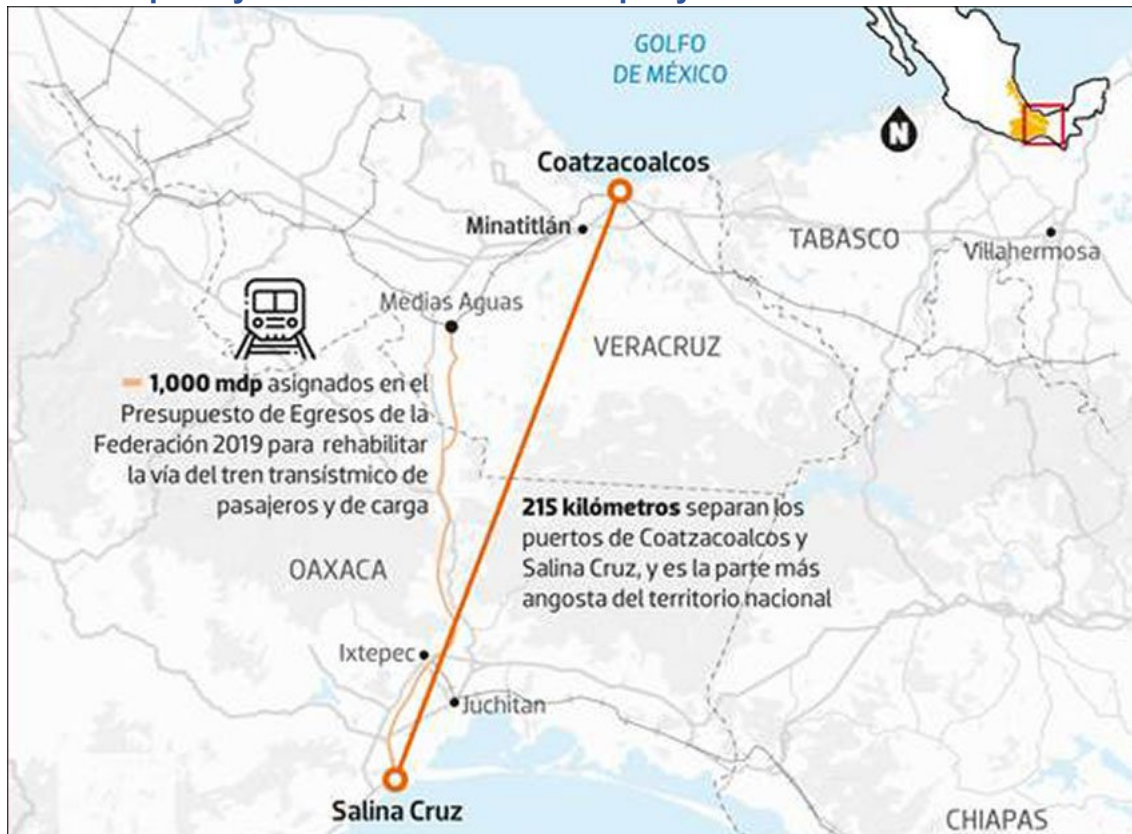 GOLFO
DE MÉXICO
N
Coatzacoalcos
Minatitlán
TABASCO
Villahermosa
Medias Aguas
VERACRUZ
1,000 mdp asignados en el
Presupuesto de Egresos de la
Federación 2019 para rehabilitar
la vía del tren transístmico de
pasajeros y de carga
215 kilómetros separan los
puertos de Coatzacoalcos y
Salina Cruz, y es la parte más
angosta del territorio nacional
OAXACA
Ixtepec
Juchitan
Salina Cruz
CHIAPAS